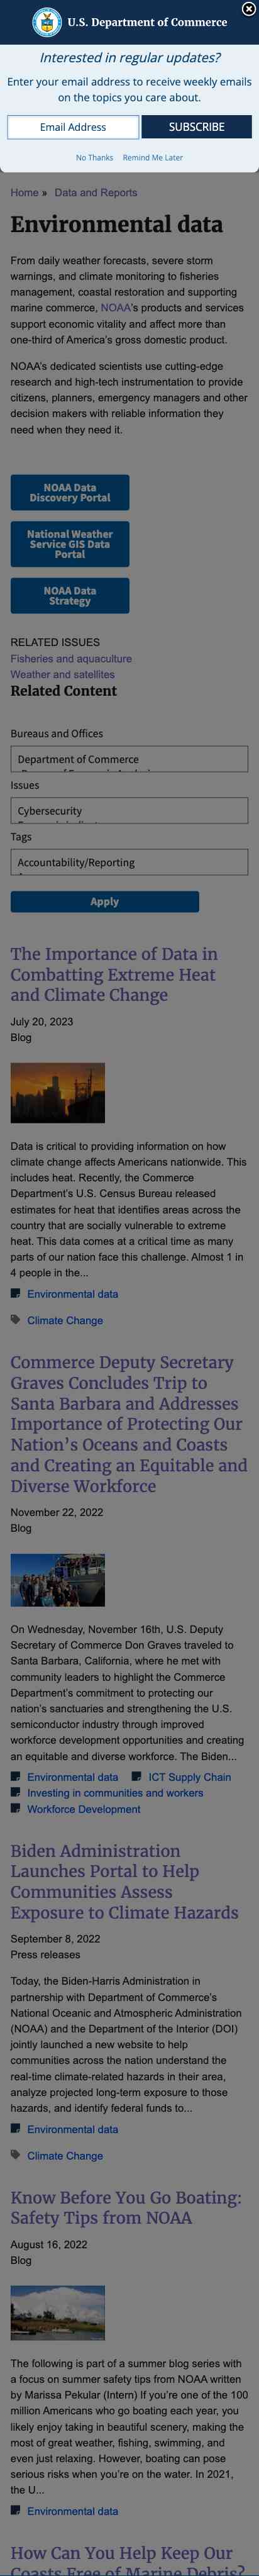 U.S. Department of Commerce
Interested in regular updates?
Enter your email address to receive weekly emails
on the topics you care about.
Email Address
SUBSCRIBE
No Thanks Remind Me Later
Home » Data and Reports
Environmental data
From daily weather forecasts, severe storm
warnings, and climate monitoring to fisheries
management, coastal restoration and supporting
marine commerce, NOAA's products and services
support economic vitality and affect more than
one-third of America's gross domestic product.
NOAA's dedicated scientists use cutting-edge
research and high-tech instrumentation to provide
citizens, planners, emergency managers and other
decision makers with reliable information they
need when they need it.
NOAA Data
Discovery Portal
National Weather
Service GIS Data
Portal
NOAA Data
Strategy
RELATED ISSUES
Fisheries and aquaculture
Weather and satellites
Related Content
Bureaus and Offices
Department of Commerce
Issues
Cybersecurity
Tags
Accountability/Reporting
Apply
The Importance of Data in
Combatting Extreme Heat
and Climate Change
July 20, 2023
Blog
Data is critical to providing information on how
climate change affects Americans nationwide. This
includes heat. Recently, the Commerce
Department's U.S. Census Bureau released
estimates for heat that identifies areas across the
country that are socially vulnerable to extreme
heat. This data comes at a critical time as many
parts of our nation face this challenge. Almost 1 in
4 people in the...
Environmental data
Climate Change
Commerce Deputy Secretary
Graves Concludes Trip to
Santa Barbara and Addresses
Importance of Protecting Our
Nation's Oceans and Coasts
and Creating an Equitable and
Diverse Workforce
November 22, 2022
Blog
On Wednesday, November 16th, U.S. Deputy
Secretary of Commerce Don Graves traveled to
Santa Barbara, California, where he met with
community leaders to highlight the Commerce
Department's commitment to protecting our
nation's sanctuaries and strengthening the U.S.
semiconductor industry through improved
workforce development opportunities and creating
an equitable and diverse workforce. The Biden...
Environmental data ICT Supply Chain
Investing in communities and workers
Workforce Development
Biden Administration
Launches Portal to Help
Communities Assess
Exposure to Climate Hazards
September 8, 2022
Press releases
Today, the Biden-Harris Administration in
partnership with Department of Commerce's
National Oceanic and Atmospheric Administration
(NOAA) and the Department of the Interior (DOI)
jointly launched a new website to help
communities across the nation understand the
real-time climate-related hazards in their area,
analyze projected long-term exposure to those
hazards, and identify federal funds to...
Environmental data
Climate Change
Know Before You Go Boating:
Safety Tips from NOAA
August 16, 2022
Blog
The following is part of a summer blog series with
a focus on summer safety tips from NOAA written
by Marissa Pekular (Intern) If you're one of the 100
million Americans who go boating each year, you
likely enjoy taking in beautiful scenery, making the
most of great weather, fishing, swimming, and
even just relaxing. However, boating can pose
serious risks when you're on the water. In 2021,
the U...
Environmental data
How Can You Help Keep Our
Coasts Free of Marine Debris?